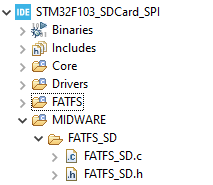 IDE STM32F103_SDCard_SPI
Binaries
Includes
Core
Drivers
FATFS
MIDWARE
FATFS_SD
FATFS_SD.c
FATFS_SD.h